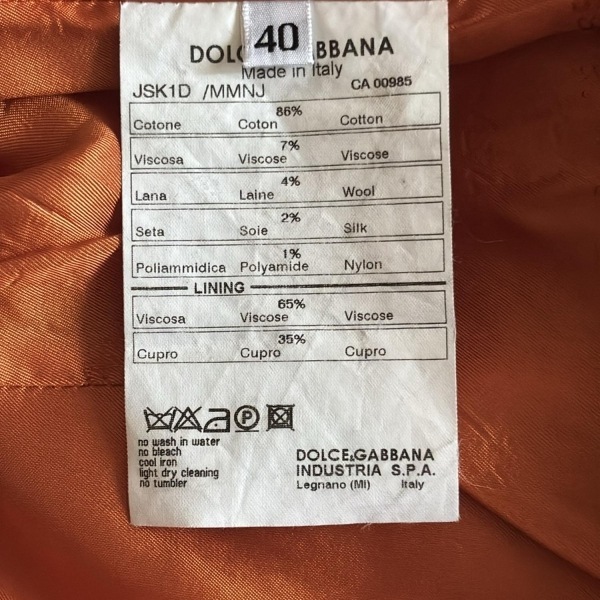 40
DOLC ABBANA
Made in Italy
JSK1D /MMNJ CA 00985
86%
Cotone Coton Cotton
7%
Viscosa Viscose Viscose
4%
Lana Laine Wool
2%
Seta Soie Silk
1%
Poliammidica Polyamide Nylon
LINING
65%
Viscosa Viscose Viscose
35%
Cupro Cupro Cupro
P
no wash in water
no bleach
cool iron
light dry cleaning
no tumbler
DOLCE&GABBANA
INDUSTRIA S.P.A.
Legnano (MI) Italy